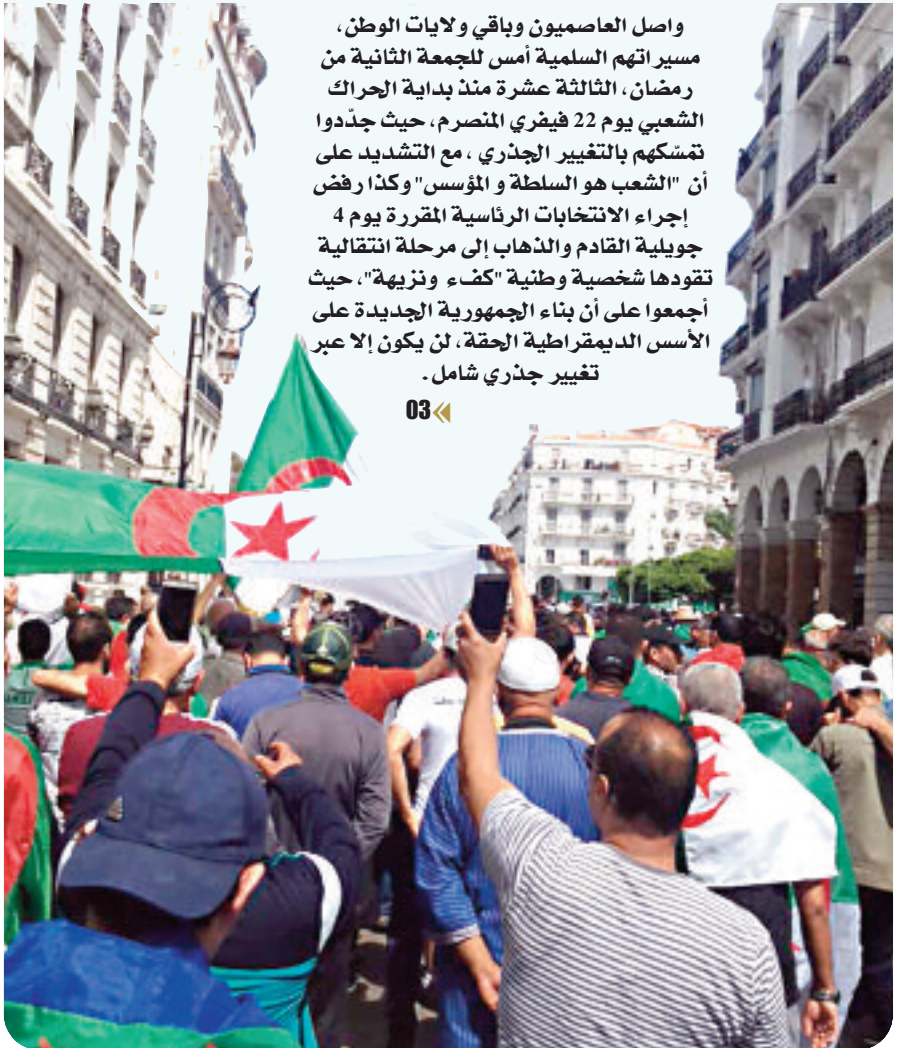 واصل العاصميون وباقي ولايات الوطن،
مسيراتهم السلمية أمس للجمعة الثانية من
رمضان، الثالثة عشرة منذ بداية الحراك
الشعبي يوم 22 فيفري المنصرم، حيث جدّدوا
تمسّكهم بالتغيير الجذري ، مع التشديد على
أن "الشعب هو السلطة و المؤسس" وكذا رفض
إجراء الانتخابات الرئاسية المقررة يوم 4
جويلية القادم والذهاب إلى مرحلة انتقالية
تقودها شخصية وطنية "كفء ونزيهة"، حيث
أجمعوا على أن بناء الجمهورية الجديدة على
الأسس الديمقراطية الحقة، لن يكون إلا عبر
تغيير جذري شامل.
03